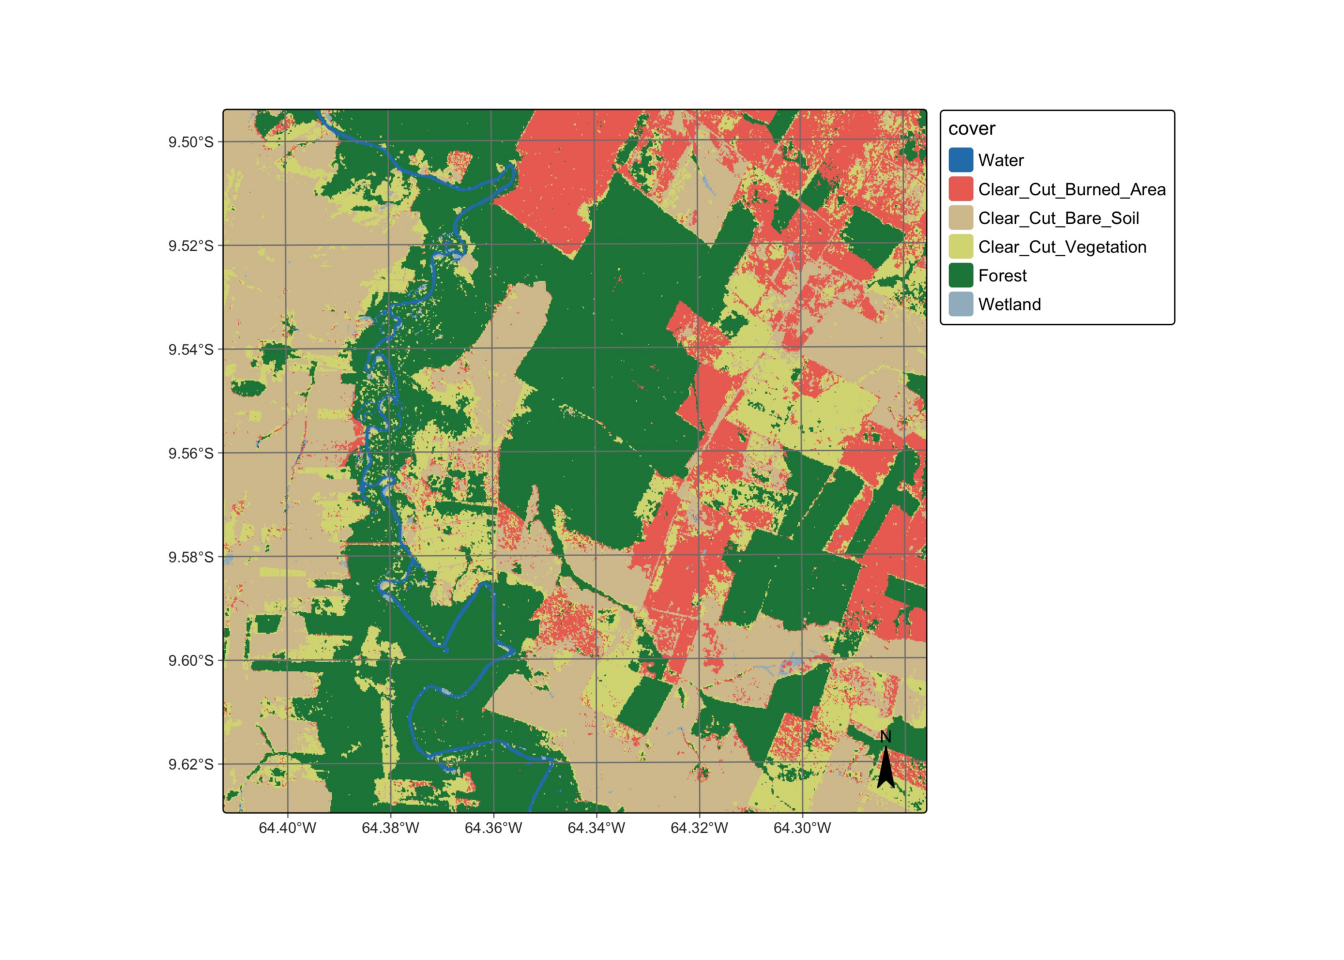 cover
Water
Clear_Cut_Burned_Area
Clear_Cut_Bare_Soil
Clear_Cut_Vegetation
Forest
Wetland
9.50°S
9.52°S
9.54°S
9.56°S
9.58°S
9.60°S
9.62°S
N
64.40°W 64.38°W 64.36°W 64.34°W 64.32°W 64.30°W